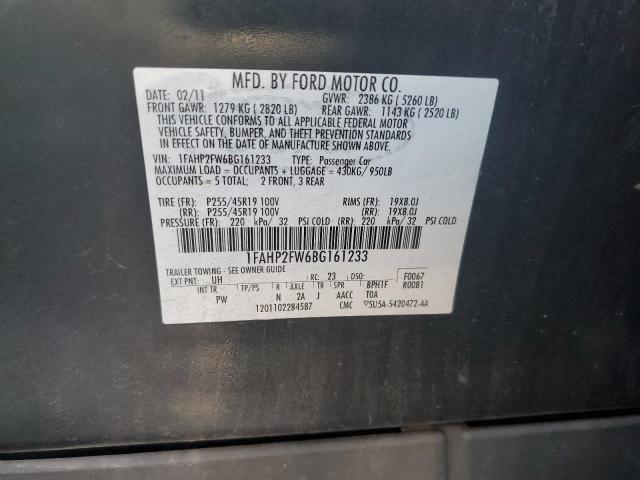 MFD. BY FORD MOTOR CO.
DATE: 02/11 GVWR: 2386 KG ( 5260 LB)
FRONT GAWR: 1279 KG ( 2820 LB) REAR GAWR: 1143 KG ( 2520 LB)
THIS VEHICLE CONFORMS TO ALL APPLICABLE FEDERAL MOTOR
VEHICLE SAFETY, BUMPER, AND THEFT PREVENTION STANDARDS
IN EFFECT ON THE DATE OF MANUFACTURE SHOWN ABOVE.
VIN: 1FAHP2FW6BG161233 TYPE: Passenger Car
MAXIMUM LOAD = OCCUPANTS + LUGGAGE = 430KG/ 950LB
OCCUPANTS = 5 TOTAL; 2 FRONT, 3 REAR
TIRE (FR): P255/45R19 100V RIMS (FR): 19X8.0J
(RR): P255/45R19 100V (RR): 19X8.0J
PRESSURE (FR): 220 kPa/ 32 PSI COLD (RR): 220 kPa/ 32 PSI COLD
1FAHP2FW6BG161233
TRAILER TOWING - SEE OWNER GUIDE
EXT PNT: UH RC: 23 DSO: F0067
INT TR TP/PS R AXLE TR SPR BPH1F R0081
PW N 2A J AACC TOA
1201102284587 CMC 5U5A-5420472-AA